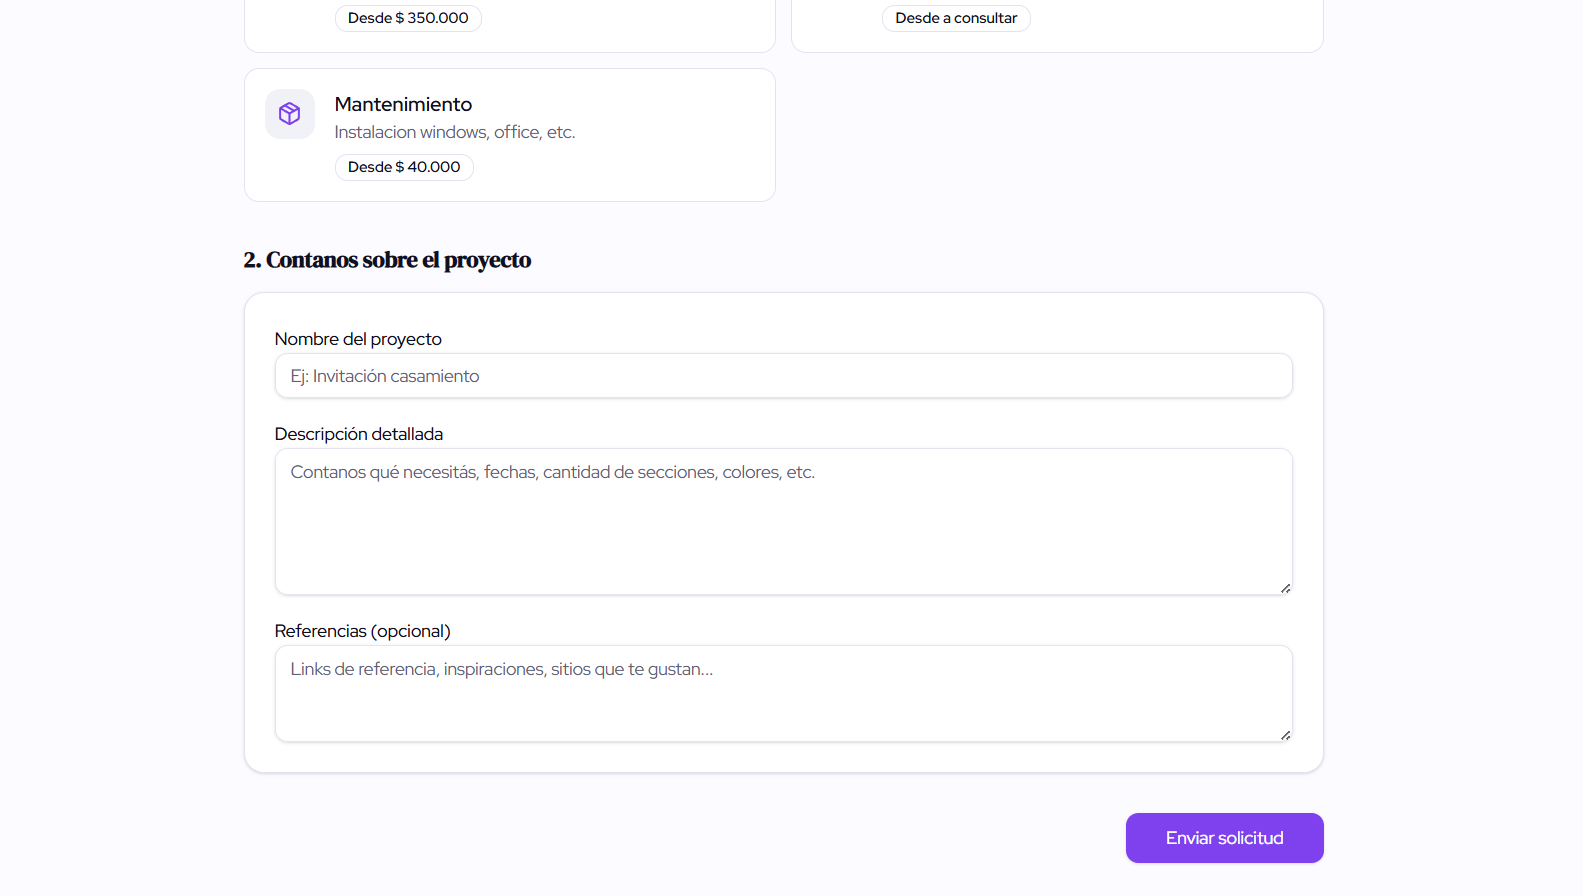 Desde $ 350.000
Desde a consultar
Mantenimiento
Instalacion windows, office, etc.
Desde $ 40.000
2. Contanos sobre el proyecto
Nombre del proyecto
Ej: Invitación casamiento
Descripción detallada
Contanos qué necesitás, fechas, cantidad de secciones, colores, etc.
Referencias (opcional)
Links de referencia, inspiraciones, sitios que te gustan...
Enviar solicitud